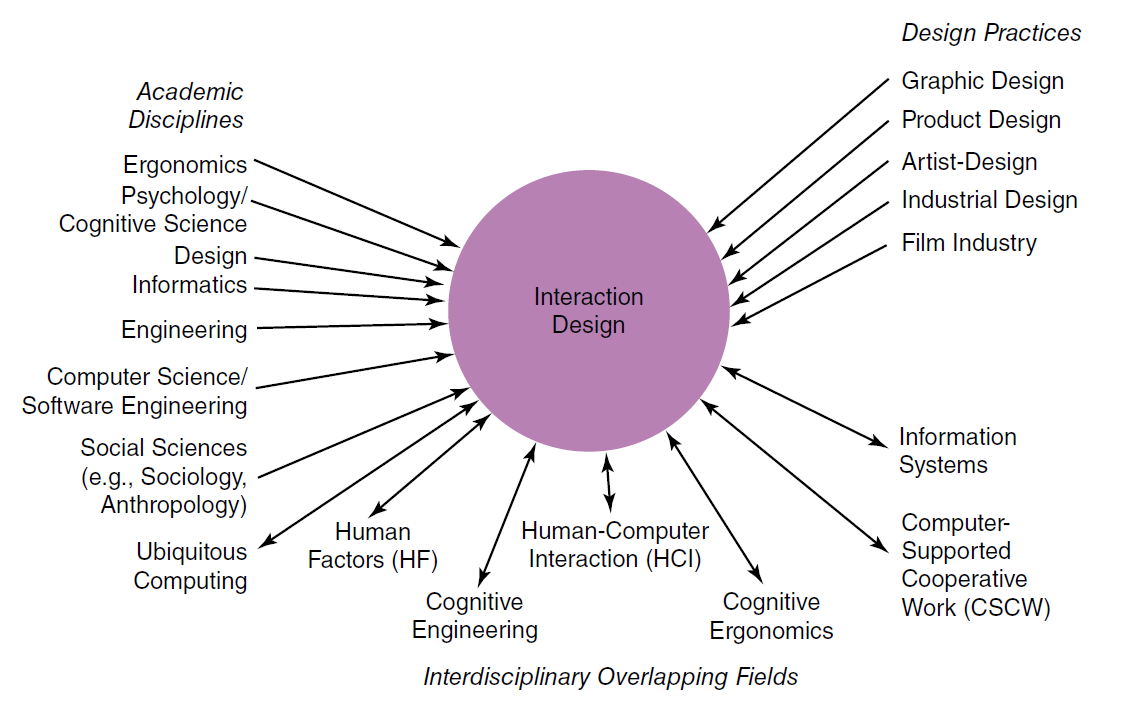 Design Practices
Graphic Design
Product Design
Artist-Design
Industrial Design
Film Industry
Academic
Disciplines
Ergonomics
Psychology/
Cognitive Science
Design
Informatics
Engineering
Computer Science/
Software Engineering
Social Sciences
(e.g., Sociology,
Anthropology)
Ubiquitous
Computing
Interaction
Design
Human
Factors (HF)
Cognitive
Engineering
Human-Computer
Interaction (HCI)
Cognitive
Ergonomics
Information
Systems
Computer-
Supported
Cooperative
Work (CSCW)
Interdisciplinary Overlapping Fields